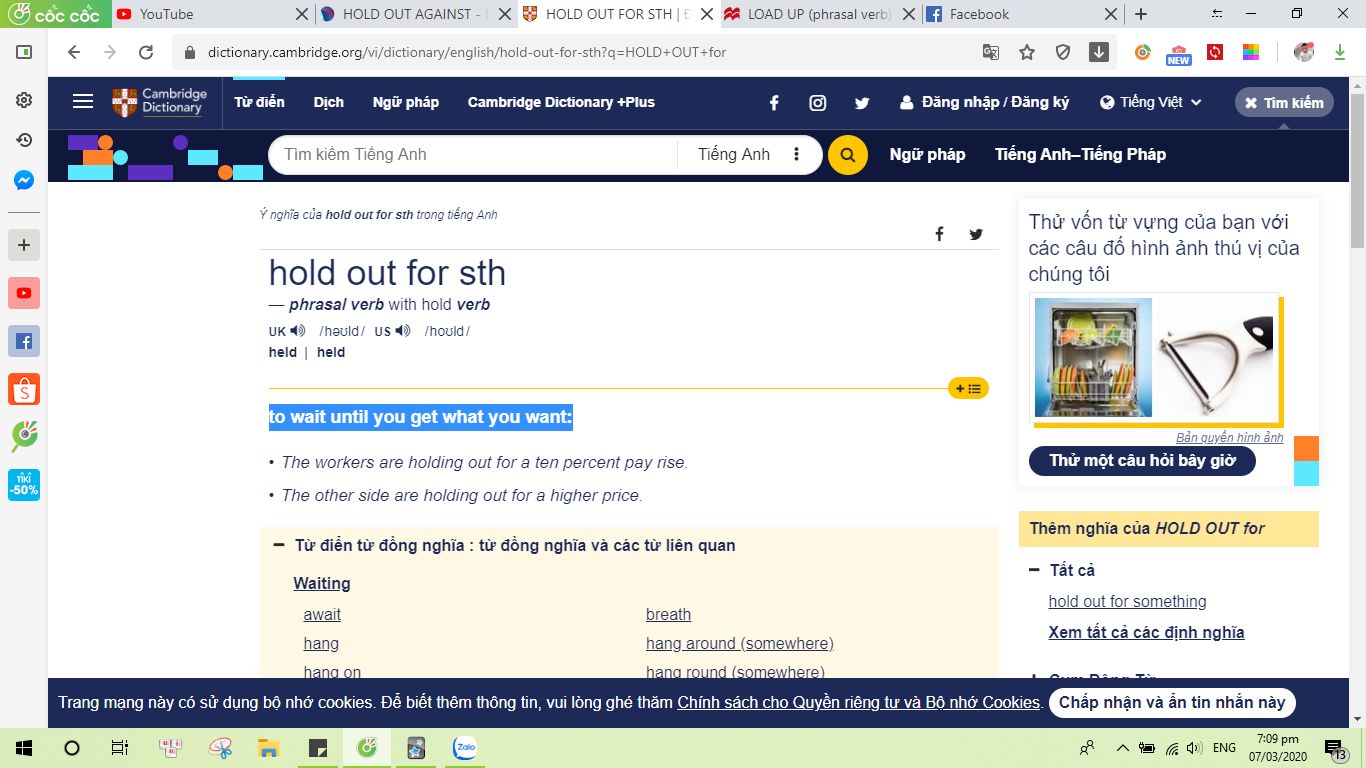 cốc cốc
YouTube
HOLD OUT AGAINST - D
HOLD OUT FOR STH | Đ
LOAD UP (phrasal verb)
Facebook
dictionary.cambridge.org/vi/dictionary/english/hold-out-for-sth?q=HOLD+OUT+for
NEW
Cambridge
Dictionary
Từ điển
Dịch
Ngữ pháp
Cambridge Dictionary +Plus
Đăng nhập / Đăng ký
Tiếng Việt
Tìm kiếm
Tìm kiếm Tiếng Anh
Tiếng Anh
Ngữ pháp
Tiếng Anh–Tiếng Pháp
Ý nghĩa của hold out for sth trong tiếng Anh
hold out for sth
— phrasal verb with hold verb
UK /həʊld/ US /hoʊld/
held | held
to wait until you get what you want:
• The workers are holding out for a ten percent pay rise.
• The other side are holding out for a higher price.
Từ điển từ đồng nghĩa : từ đồng nghĩa và các từ liên quan
Waiting
await
breath
hang
hang around (somewhere)
hang on
hang round (somewhere)
Thử vốn từ vựng của bạn với
các câu đố hình ảnh thú vị của
chúng tôi
Bản quyền hình ảnh
Thử một câu hỏi bây giờ
Thêm nghĩa của HOLD OUT for
Tất cả
hold out for something
Xem tất cả các định nghĩa
Cụm Động Từ
Trang mạng này có sử dụng bộ nhớ cookies. Để biết thêm thông tin, vui lòng ghé thăm Chính sách cho Quyền riêng tư và Bộ nhớ Cookies.
Chấp nhận và ẩn tin nhắn này
TIKI
-50%
Zalo
ENG
7:09 pm
07/03/2020
13